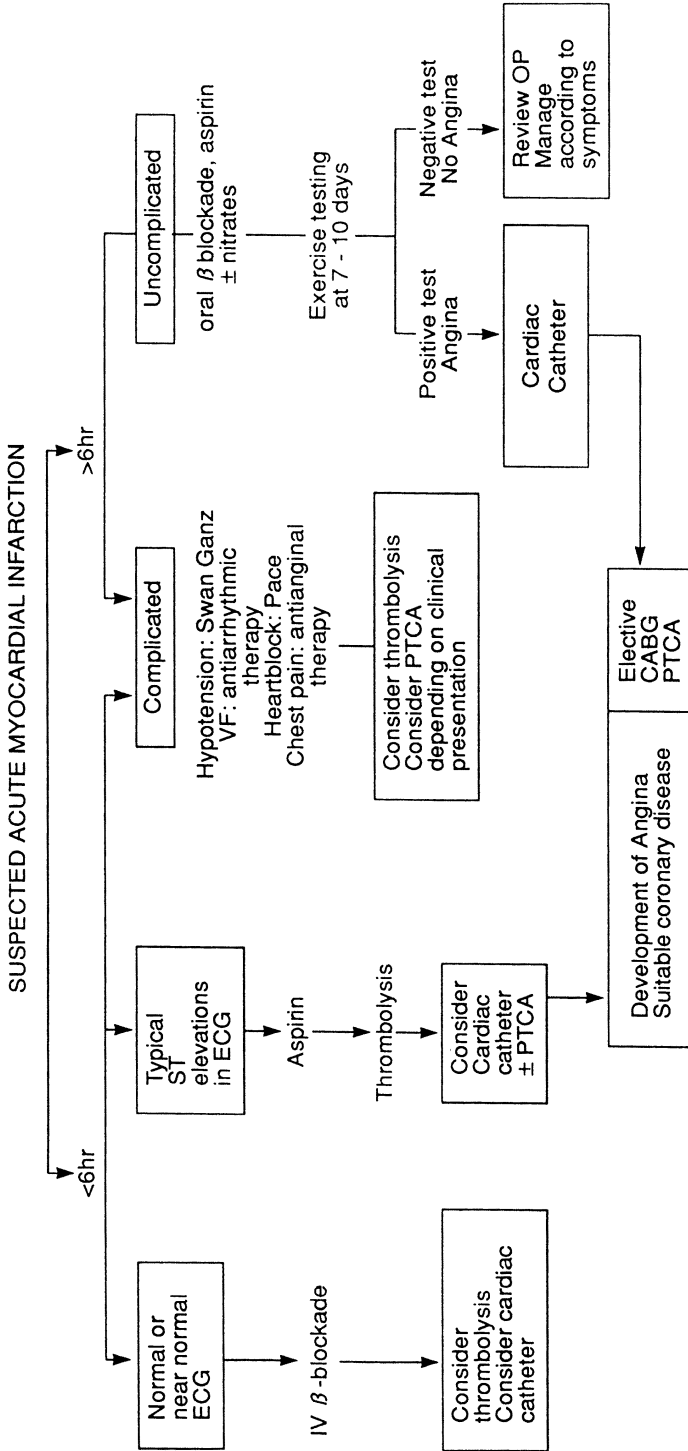 SUSPECTED ACUTE MYOCARDIAL INFARCTION
<6hr
>6hr
Normal or
near normal
ECG
IV β-blockade
Consider
thrombolysis
Consider cardiac
catheter
Typical
ST
elevations
in ECG
Aspirin
Thrombolysis
Consider
Cardiac
catheter
± PTCA
Complicated
Hypotension: Swan Ganz
VF: antiarrhythmic
therapy
Heartblock: Pace
Chest pain: antianginal
therapy
Consider thrombolysis
Consider PTCA
depending on clinical
presentation
Uncomplicated
oral β blockade, aspirin
± nitrates
Exercise testing
at 7 - 10 days
Positive test
Angina
Negative test
No Angina
Cardiac
Catheter
Review OP
Manage
according to
symptoms
Development of Angina
Suitable coronary disease
Elective
CABG
PTCA